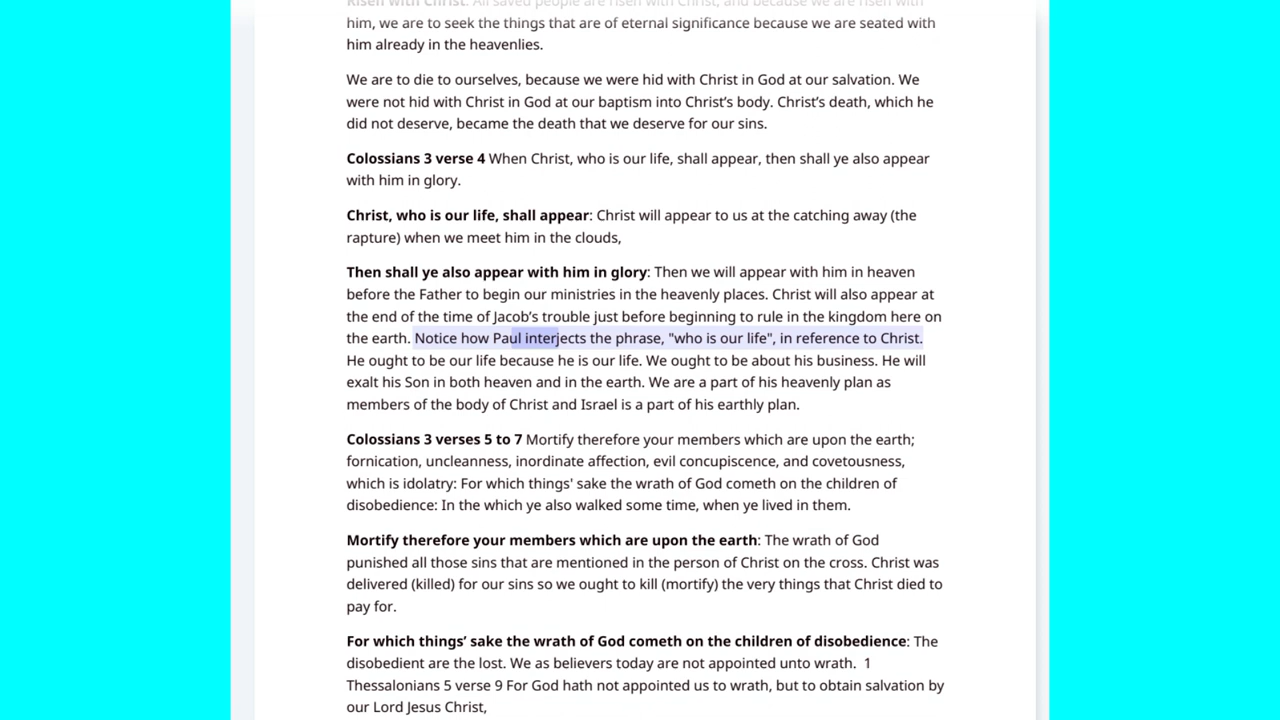 Risen with Christ: All saved people are risen with Christ, and because we are risen with
him, we are to seek the things that are of eternal significance because we are seated with
him already in the heavenlies.
We are to die to ourselves, because we were hid with Christ in God at our salvation. We
were not hid with Christ in God at our baptism into Christ’s body. Christ’s death, which he
did not deserve, became the death that we deserve for our sins.
Colossians 3 verse 4 When Christ, who is our life, shall appear, then shall ye also appear
with him in glory.
Christ, who is our life, shall appear: Christ will appear to us at the catching away (the
rapture) when we meet him in the clouds,
Then shall ye also appear with him in glory: Then we will appear with him in heaven
before the Father to begin our ministries in the heavenly places. Christ will also appear at
the end of the time of Jacob’s trouble just before beginning to rule in the kingdom here on
the earth. Notice how Paul interjects the phrase, "who is our life", in reference to Christ.
He ought to be our life because he is our life. We ought to be about his business. He will
exalt his Son in both heaven and in the earth. We are a part of his heavenly plan as
members of the body of Christ and Israel is a part of his earthly plan.
Colossians 3 verses 5 to 7 Mortify therefore your members which are upon the earth;
fornication, uncleanness, inordinate affection, evil concupiscence, and covetousness,
which is idolatry: For which things' sake the wrath of God cometh on the children of
disobedience: In the which ye also walked some time, when ye lived in them.
Mortify therefore your members which are upon the earth: The wrath of God
punished all those sins that are mentioned in the person of Christ on the cross. Christ was
delivered (killed) for our sins so we ought to kill (mortify) the very things that Christ died to
pay for.
For which things’ sake the wrath of God cometh on the children of disobedience: The
disobedient are the lost. We as believers today are not appointed unto wrath.  1
Thessalonians 5 verse 9 For God hath not appointed us to wrath, but to obtain salvation by
our Lord Jesus Christ,